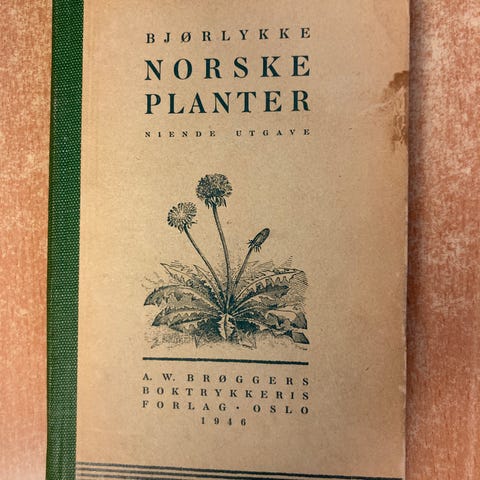 BJØRLYKKE
NORSKE
PLANTER
NIENDE UTGAVE
A. W. BRØGGERS
BOKTRYKKERIS
FORLAG · OSLO
1946